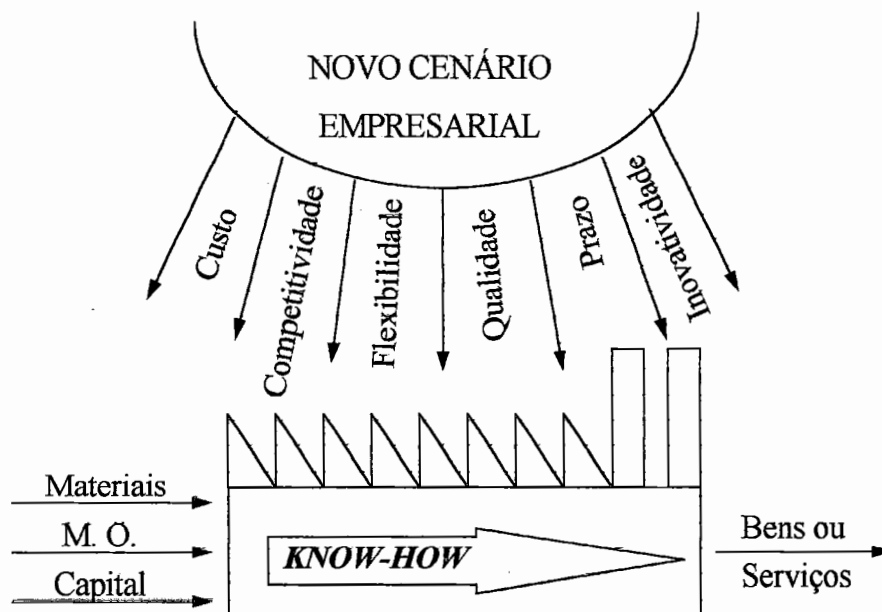 NOVO CENÁRIO
EMPRESARIAL
Custo
Competitividade
Flexibilidade
Qualidade
Prazo
Inovatividade
Materiais
M. O.
Capital
KNOW-HOW
Bens ou
Serviços